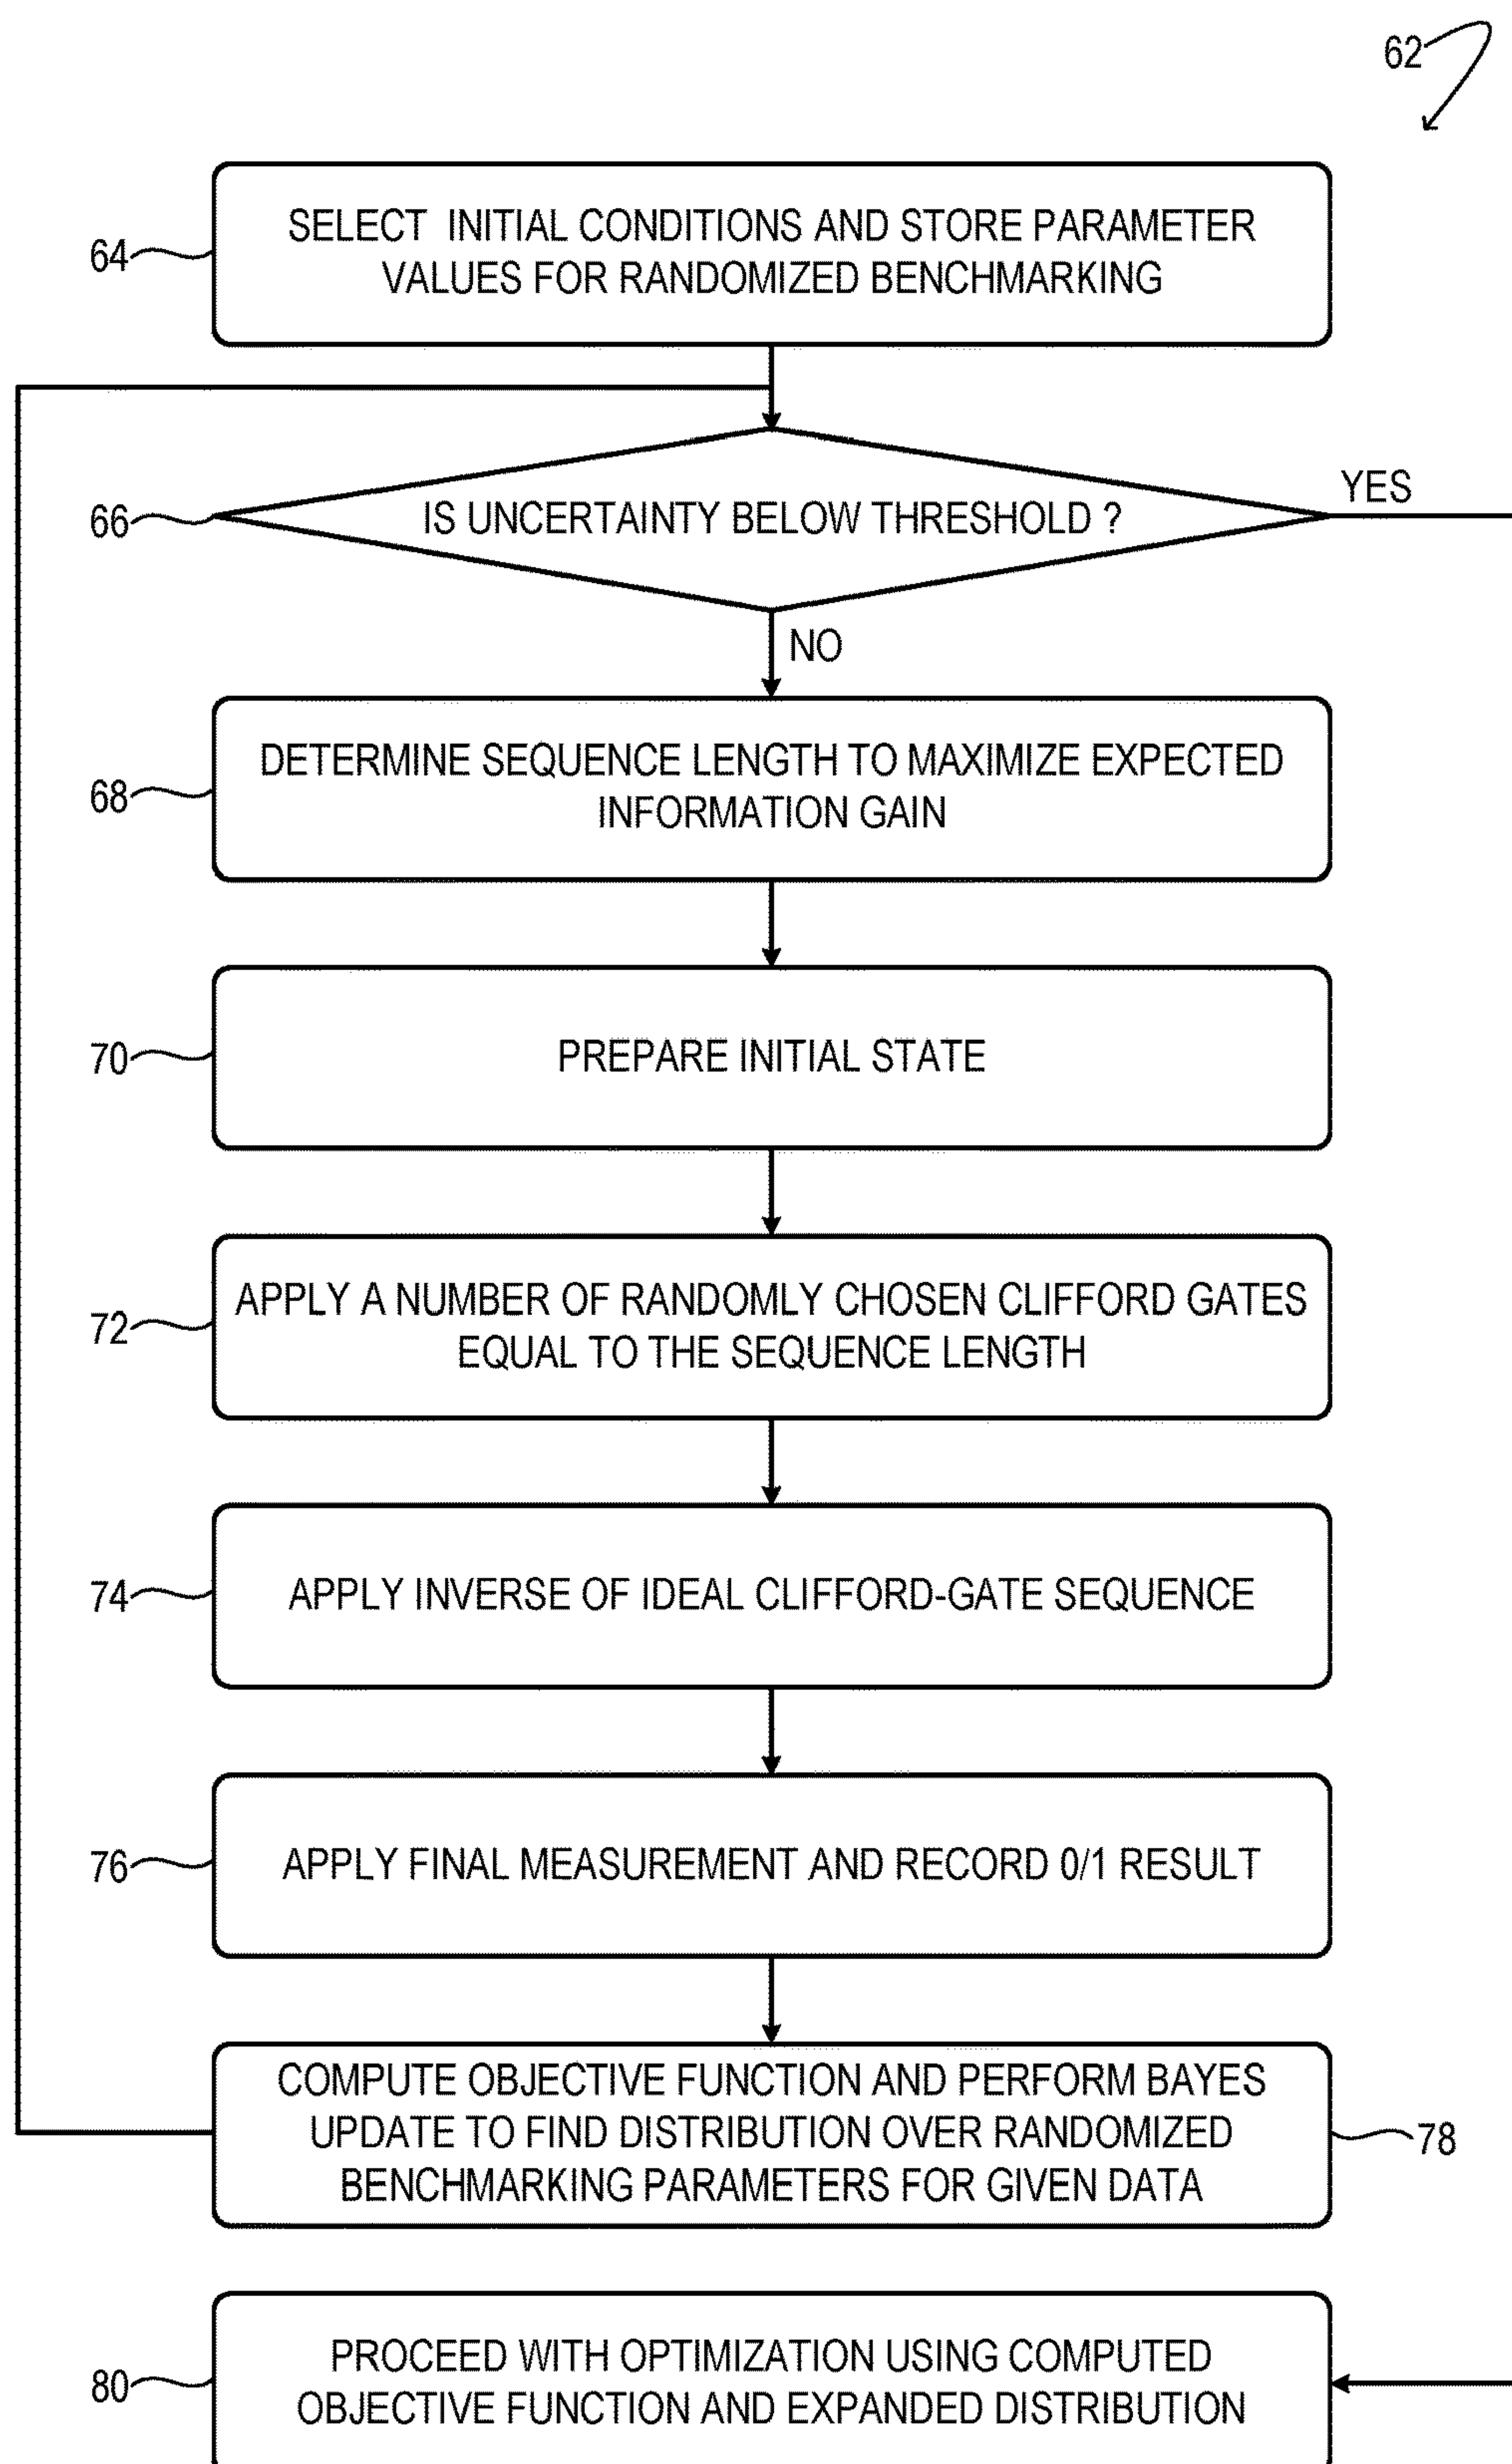 62
SELECT INITIAL CONDITIONS AND STORE PARAMETER
VALUES FOR RANDOMIZED BENCHMARKING
64
YES
IS UNCERTAINTY BELOW THRESHOLD ?
66
NO
DETERMINE SEQUENCE LENGTH TO MAXIMIZE EXPECTED
INFORMATION GAIN
68
PREPARE INITIAL STATE
70
APPLY A NUMBER OF RANDOMLY CHOSEN CLIFFORD GATES
EQUAL TO THE SEQUENCE LENGTH
72
APPLY INVERSE OF IDEAL CLIFFORD-GATE SEQUENCE
74
APPLY FINAL MEASUREMENT AND RECORD 0/1 RESULT
76
COMPUTE OBJECTIVE FUNCTION AND PERFORM BAYES
UPDATE TO FIND DISTRIBUTION OVER RANDOMIZED
BENCHMARKING PARAMETERS FOR GIVEN DATA
78
PROCEED WITH OPTIMIZATION USING COMPUTED
OBJECTIVE FUNCTION AND EXPANDED DISTRIBUTION
80